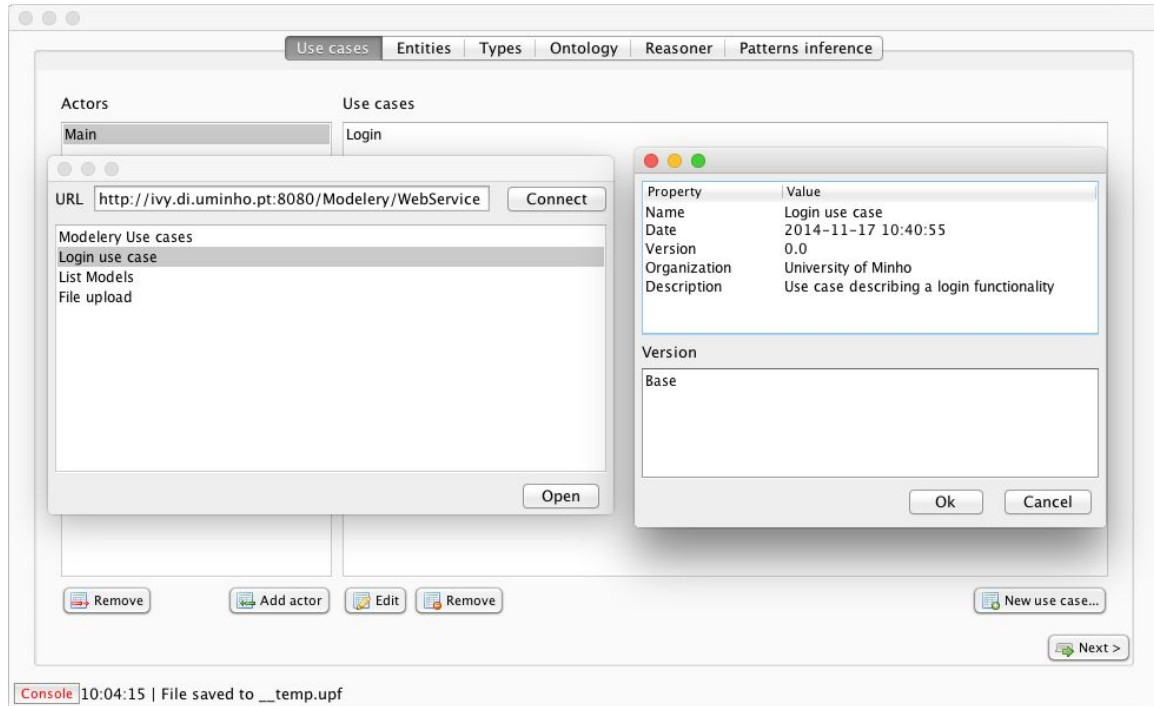 Use cases Entities Types Ontology Reasoner Patterns inference
Actors
Use cases
Main
Login
URL http://ivy.di.uminho.pt:8080/Modelery/WebService Connect
Modelery Use cases
Login use case
List Models
File upload
Open
Property Value
Name Login use case
Date 2014-11-17 10:40:55
Version 0.0
Organization University of Minho
Description Use case describing a login functionality
Version
Base
Ok Cancel
Remove Add actor Edit Remove New use case...
Next >
Console 10:04:15 | File saved to __temp.upf